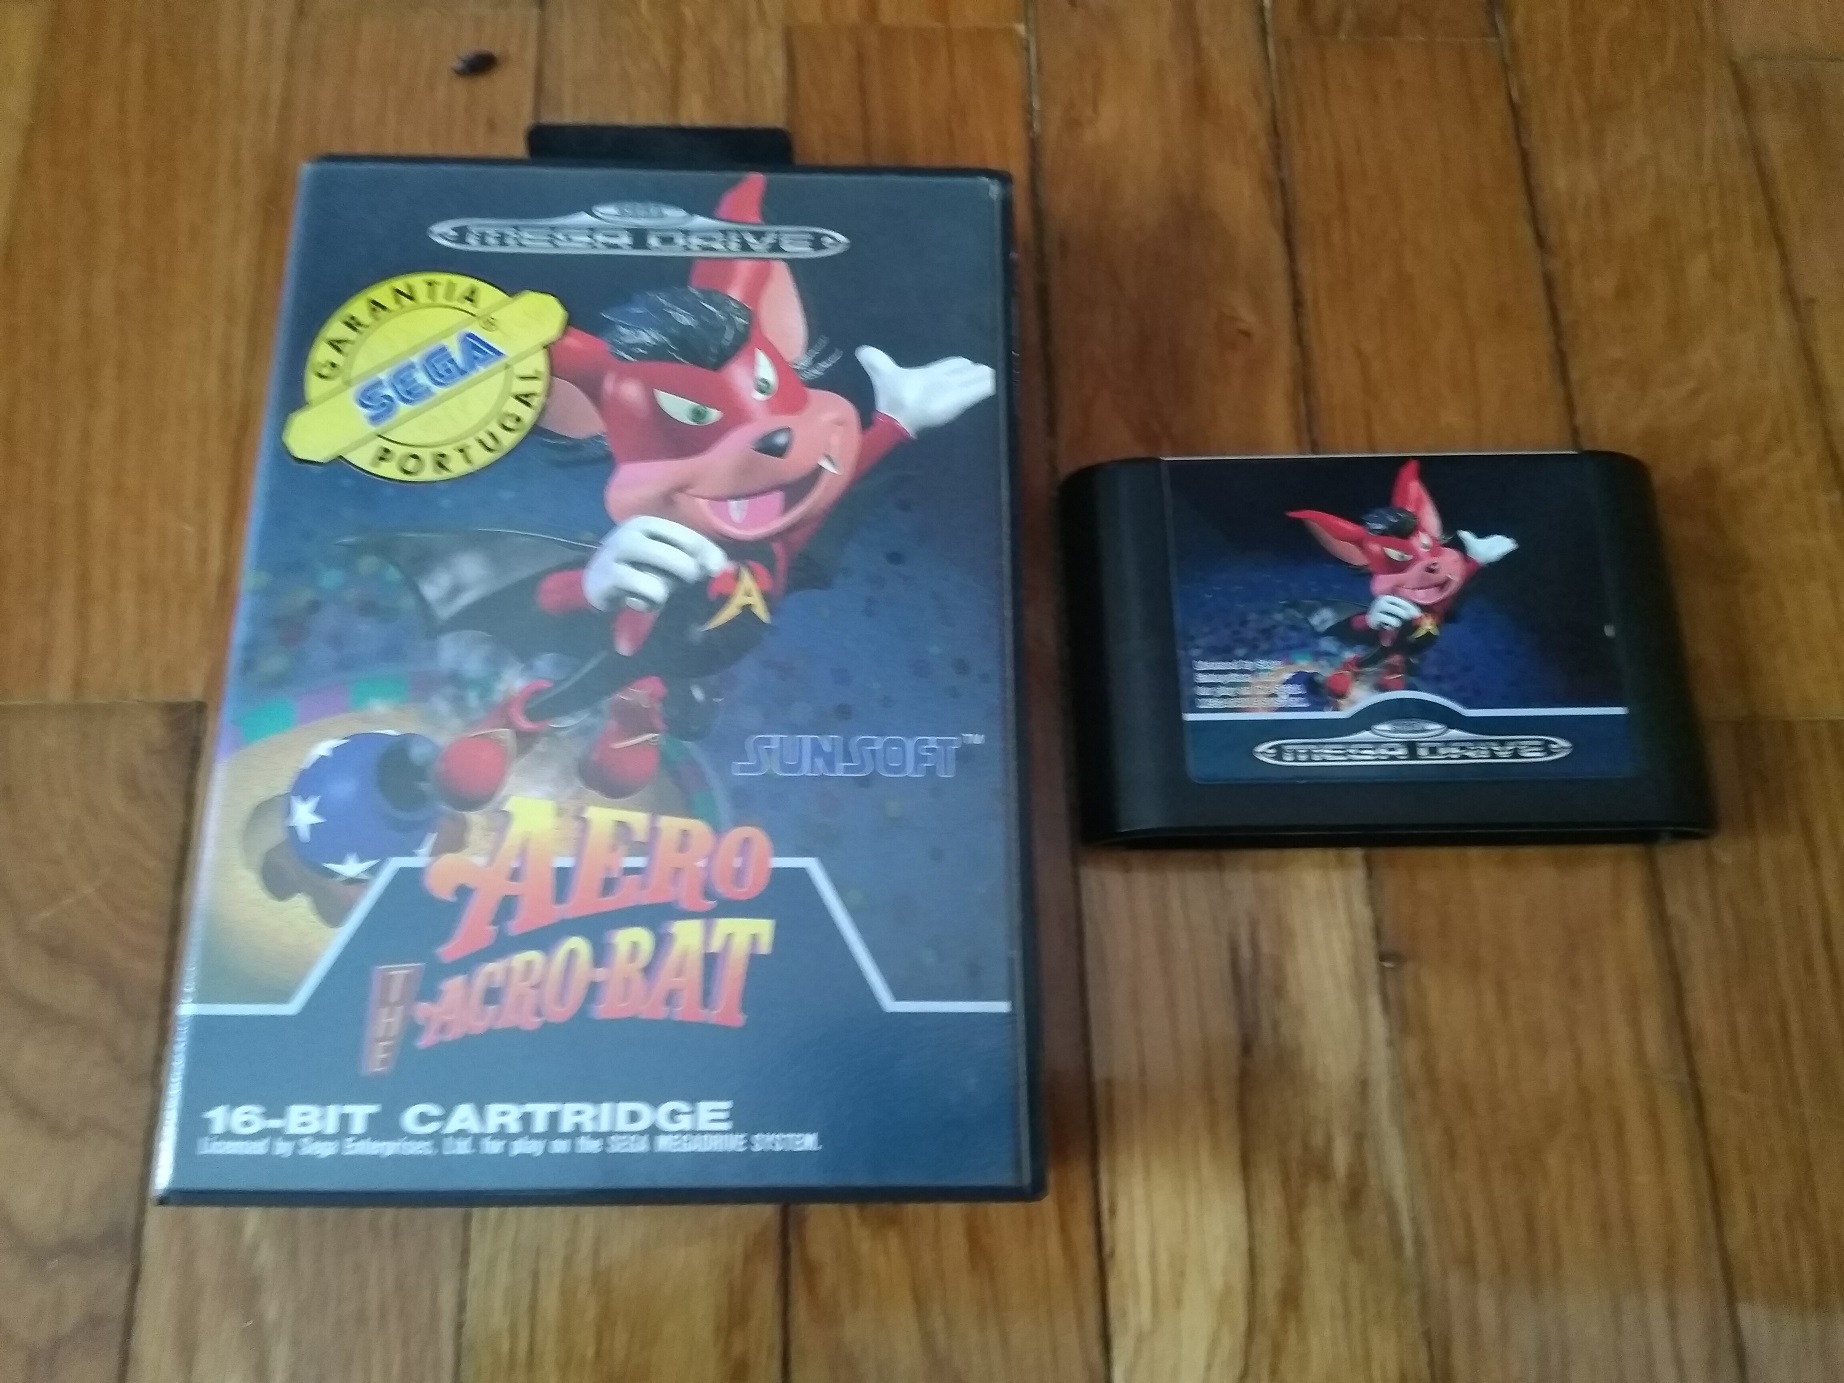 SEGA
MEGA DRIVE
GARANTIA
SEGA®
PORTUGAL
A
SUNSOFT™
AERO
THE ACRO-BAT
16-BIT CARTRIDGE
Licensed by Sega Enterprises, Ltd. for play on the SEGA MEGADRIVE SYSTEM.
A
MEGA DRIVE